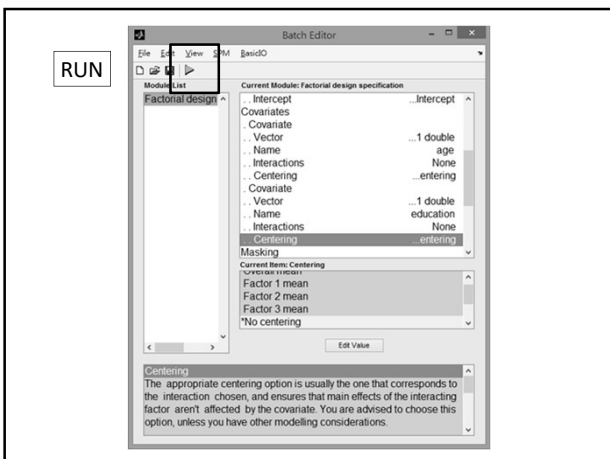 RUN
Batch Editor
File Edit View SPM BasicIO
Module List
Factorial design
Current Module: Factorial design specification
. . Intercept ...Intercept
Covariates
. Covariate
. . Vector ...1 double
. . Name age
. . Interactions None
. . Centering ...entering
. Covariate
. . Vector ...1 double
. . Name education
. . Interactions None
. . Centering ...entering
Masking
Current Item: Centering
Overall mean
Factor 1 mean
Factor 2 mean
Factor 3 mean
*No centering
Edit Value
Centering
The appropriate centering option is usually the one that corresponds to
the interaction chosen, and ensures that main effects of the interacting
factor aren't affected by the covariate. You are advised to choose this
option, unless you have other modelling considerations.